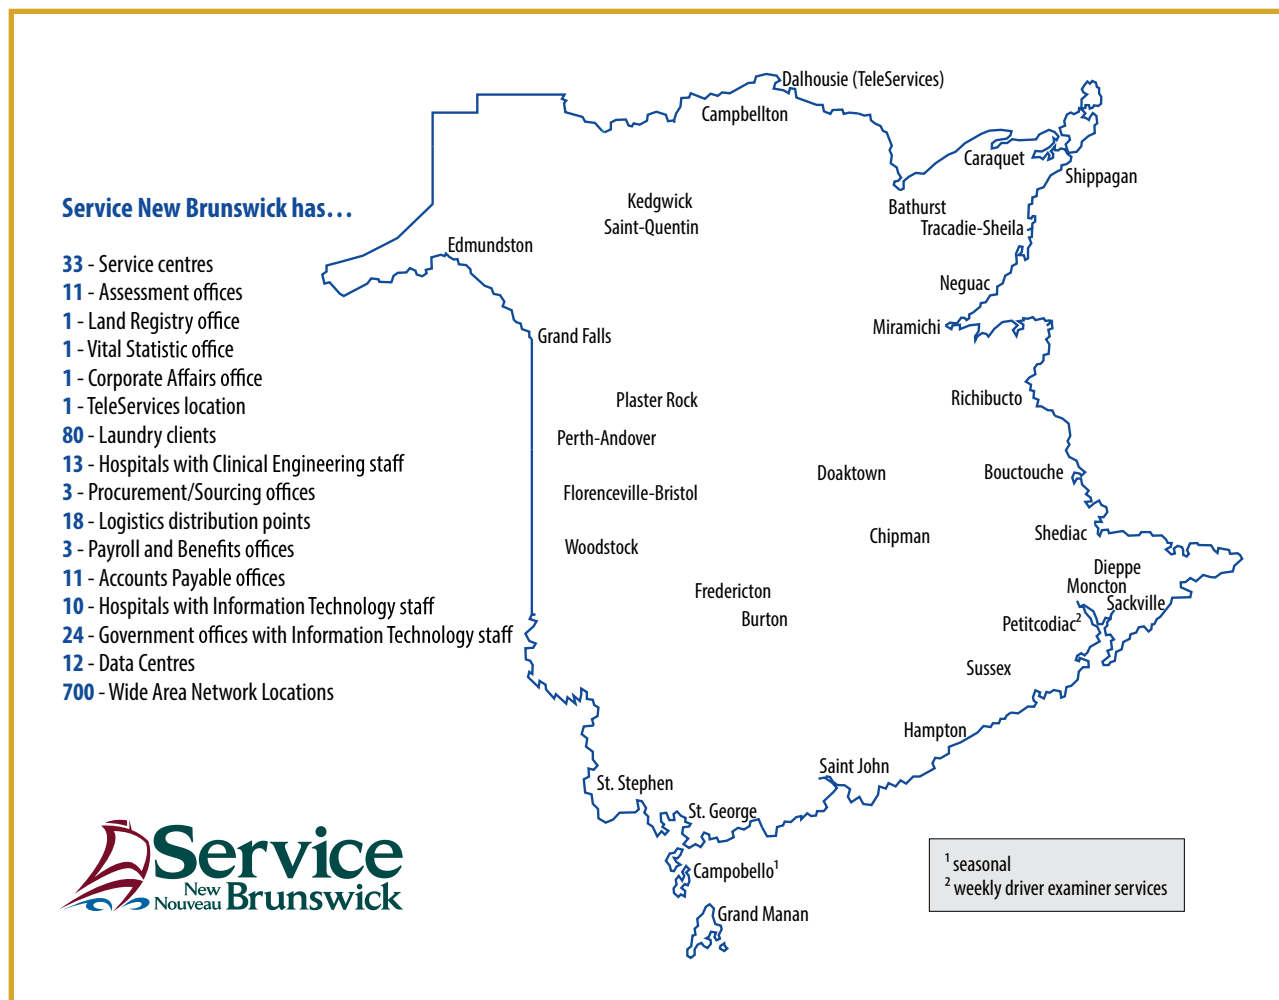 Dalhousie (TeleServices)
Campbellton
Caraquet
Shippagan
Kedgwick
Saint-Quentin
Bathurst
Tracadie-Sheila
Edmundston
Neguac
Miramichi
Grand Falls
Plaster Rock
Richibucto
Perth-Andover
Doaktown
Bouctouche
Florenceville-Bristol
Chipman
Shediac
Woodstock
Dieppe
Moncton
Sackville
Fredericton
Burton
Petitcodiac²
Sussex
Hampton
Saint John
St. Stephen
St. George
Campobello¹
Grand Manan
Service New Brunswick has…
33 - Service centres
11 - Assessment offices
1 - Land Registry office
1 - Vital Statistic office
1 - Corporate Affairs office
1 - TeleServices location
80 - Laundry clients
13 - Hospitals with Clinical Engineering staff
3 - Procurement/Sourcing offices
18 - Logistics distribution points
3 - Payroll and Benefits offices
11 - Accounts Payable offices
10 - Hospitals with Information Technology staff
24 - Government offices with Information Technology staff
12 - Data Centres
700 - Wide Area Network Locations
Service
New
Nouveau Brunswick
¹ seasonal
² weekly driver examiner services